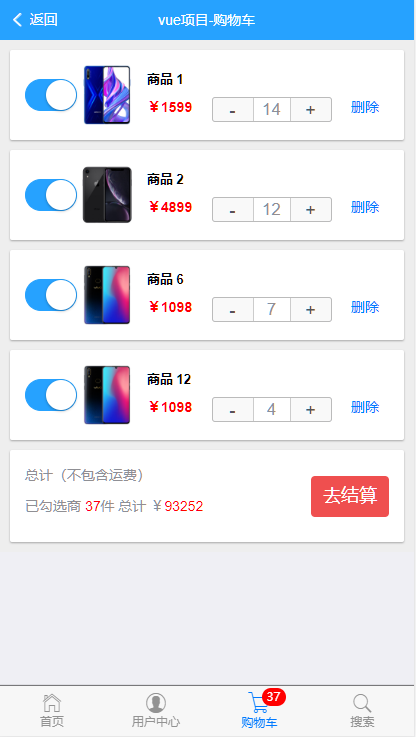 返回 vue项目-购物车
商品 1
￥1599 - 14 + 删除
商品 2
￥4899 - 12 + 删除
商品 6
￥1098 - 7 + 删除
商品 12
￥1098 - 4 + 删除
总计（不包含运费）
已勾选商 37件 总计 ￥93252
去结算
37
首页 用户中心 购物车 搜索